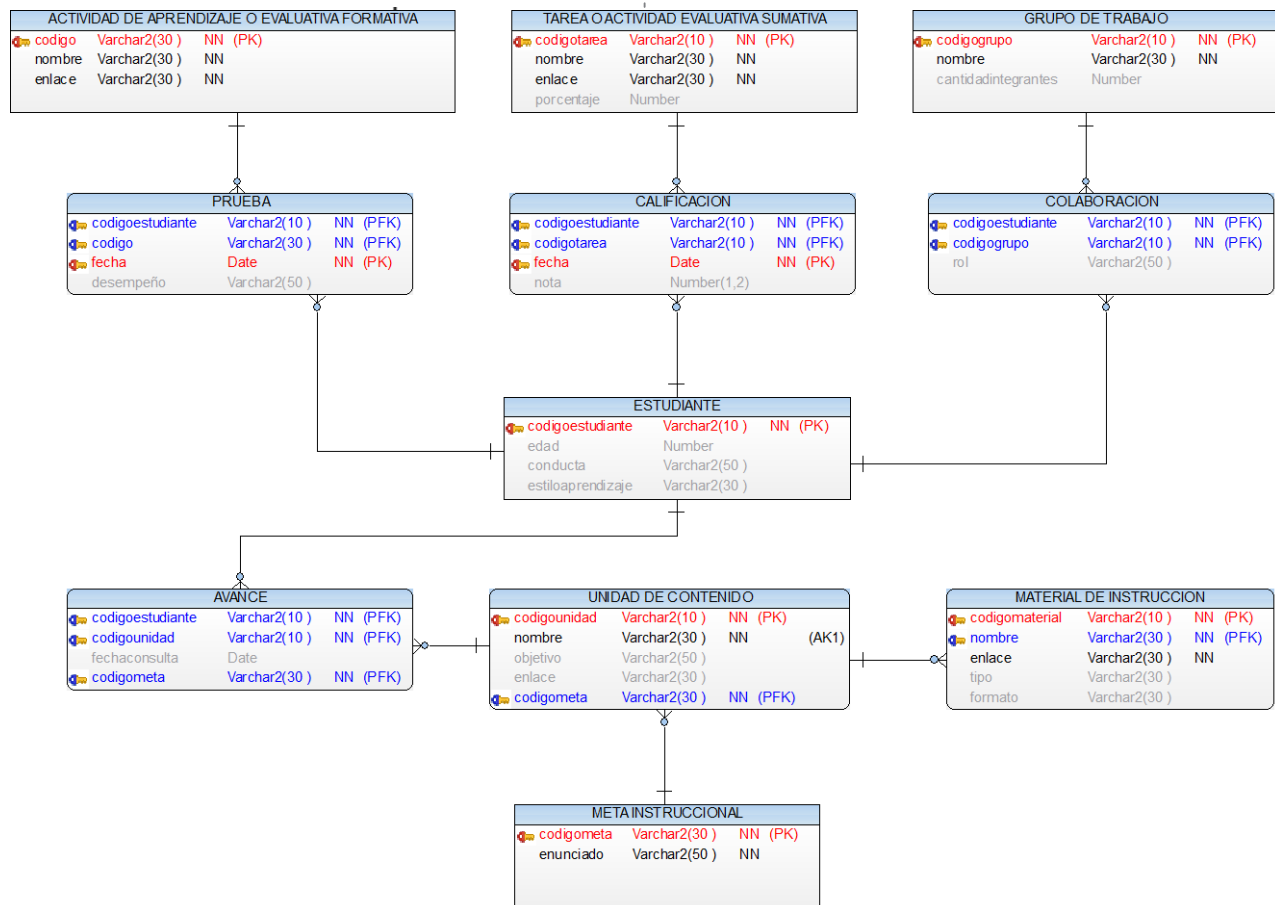 ACTIVIDAD DE APRENDIZAJE O EVALUATIVA FORMATIVA
codigo Varchar2(30 ) NN (PK)
nombre Varchar2(30 ) NN
enlace Varchar2(30 ) NN
TAREA O ACTIVIDAD EVALUATIVA SUMATIVA
codigotarea Varchar2(10 ) NN (PK)
nombre Varchar2(30 ) NN
enlace Varchar2(30 ) NN
porcentaje Number
GRUPO DE TRABAJO
codigogrupo Varchar2(10 ) NN (PK)
nombre Varchar2(30 ) NN
cantidadintegrantes Number
PRUEBA
codigoestudiante Varchar2(10 ) NN (PFK)
codigo Varchar2(30 ) NN (PFK)
fecha Date NN (PK)
desempeño Varchar2(50 )
CALIFICACION
codigoestudiante Varchar2(10 ) NN (PFK)
codigotarea Varchar2(10 ) NN (PFK)
fecha Date NN (PK)
nota Number(1,2)
COLABORACION
codigoestudiante Varchar2(10 ) NN (PFK)
codigogrupo Varchar2(10 ) NN (PFK)
rol Varchar2(50 )
ESTUDIANTE
codigoestudiante Varchar2(10 ) NN (PK)
edad Number
conducta Varchar2(50 )
estiloaprendizaje Varchar2(30 )
AVANCE
codigoestudiante Varchar2(10 ) NN (PFK)
codigounidad Varchar2(10 ) NN (PFK)
fechaconsulta Date
codigometa Varchar2(30 ) NN (PFK)
UNIDAD DE CONTENIDO
codigounidad Varchar2(10 ) NN (PK)
nombre Varchar2(30 ) NN (AK1)
objetivo Varchar2(50 )
enlace Varchar2(30 )
codigometa Varchar2(30 ) NN (PFK)
MATERIAL DE INSTRUCCION
codigomaterial Varchar2(10 ) NN (PK)
nombre Varchar2(30 ) NN (PFK)
enlace Varchar2(30 ) NN
tipo Varchar2(30 )
formato Varchar2(30 )
META INSTRUCCIONAL
codigometa Varchar2(30 ) NN (PK)
enunciado Varchar2(50 ) NN